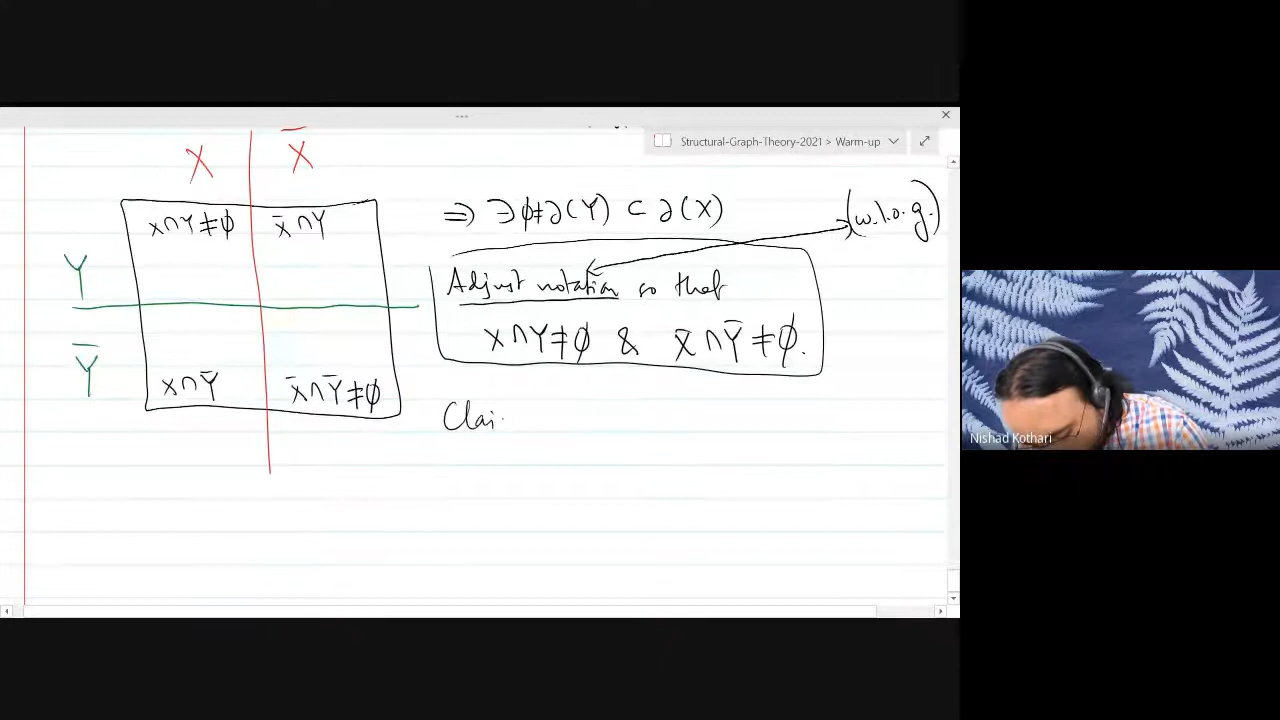 Structural-Graph-Theory-2021 > Warm-up
X X̄
⇒ ∃ ϕ≠∂(Y) ⊂ ∂(X)
(w.l.o.g.)
X∩Y≠ϕ X̄∩Y
Y
Adjust notation so that
X∩Y≠ϕ & X̄∩Ȳ≠ϕ.
Ȳ
X∩Ȳ X̄∩Ȳ≠ϕ
Clai
Nishad Kothari